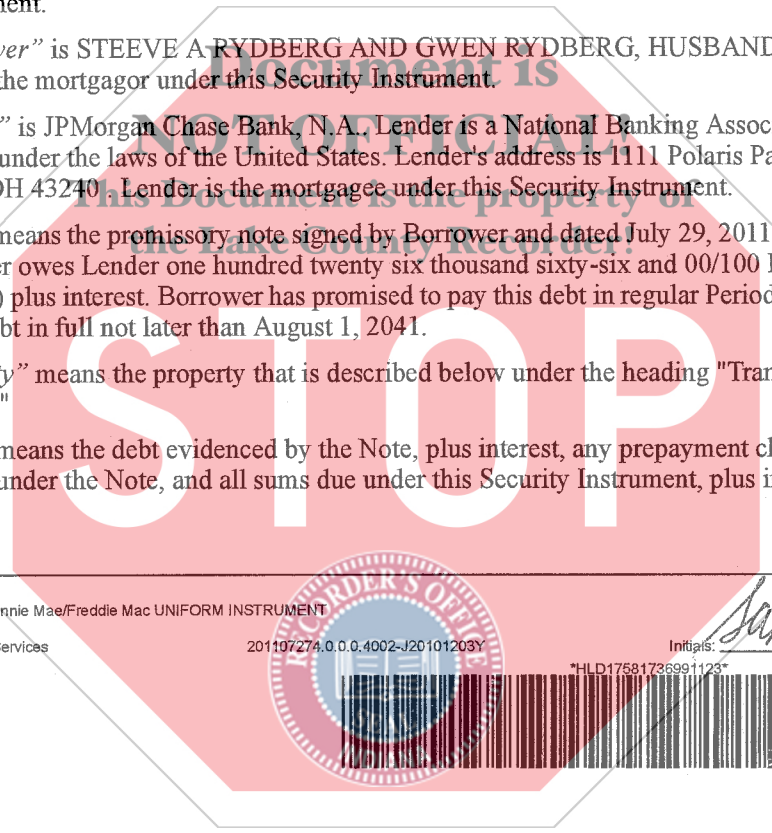 nent.
ver” is STEEVE A RYDBERG AND GWEN RYDBERG, HUSBAND
Document is
the mortgagor under this Security Instrument.
NOT OFFICIAL!
” is JPMorgan Chase Bank, N.A.. Lender is a National Banking Assoc
under the laws of the United States. Lender's address is 1111 Polaris Pa
OH 43240 . Lender is the mortgagee under this Security Instrument.
This Document is the property of
means the promissory note signed by Borrower and dated July 29, 2011
the Lake County Recorder!
er owes Lender one hundred twenty six thousand sixty-six and 00/100
) plus interest. Borrower has promised to pay this debt in regular Period
bt in full not later than August 1, 2041.
STOP
y” means the property that is described below under the heading "Tran
"
means the debt evidenced by the Note, plus interest, any prepayment c
under the Note, and all sums due under this Security Instrument, plus i
nnie Mae/Freddie Mac UNIFORM INSTRUMENT
ervices 201107274.0.0.0.4002-J20101203Y Initials:
*HLD17581736991123*
RECORDER'S OFFICE
SEAL
INDIANA